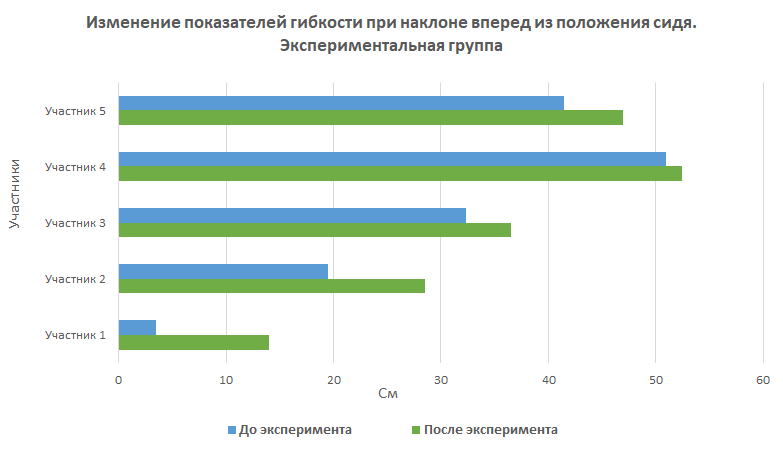 Изменение показателей гибкости при наклоне вперед из положения сидя.
Экспериментальная группа
Участники
Участник 5
Участник 4
Участник 3
Участник 2
Участник 1
0 10 20 30 40 50 60
См
До эксперимента После эксперимента